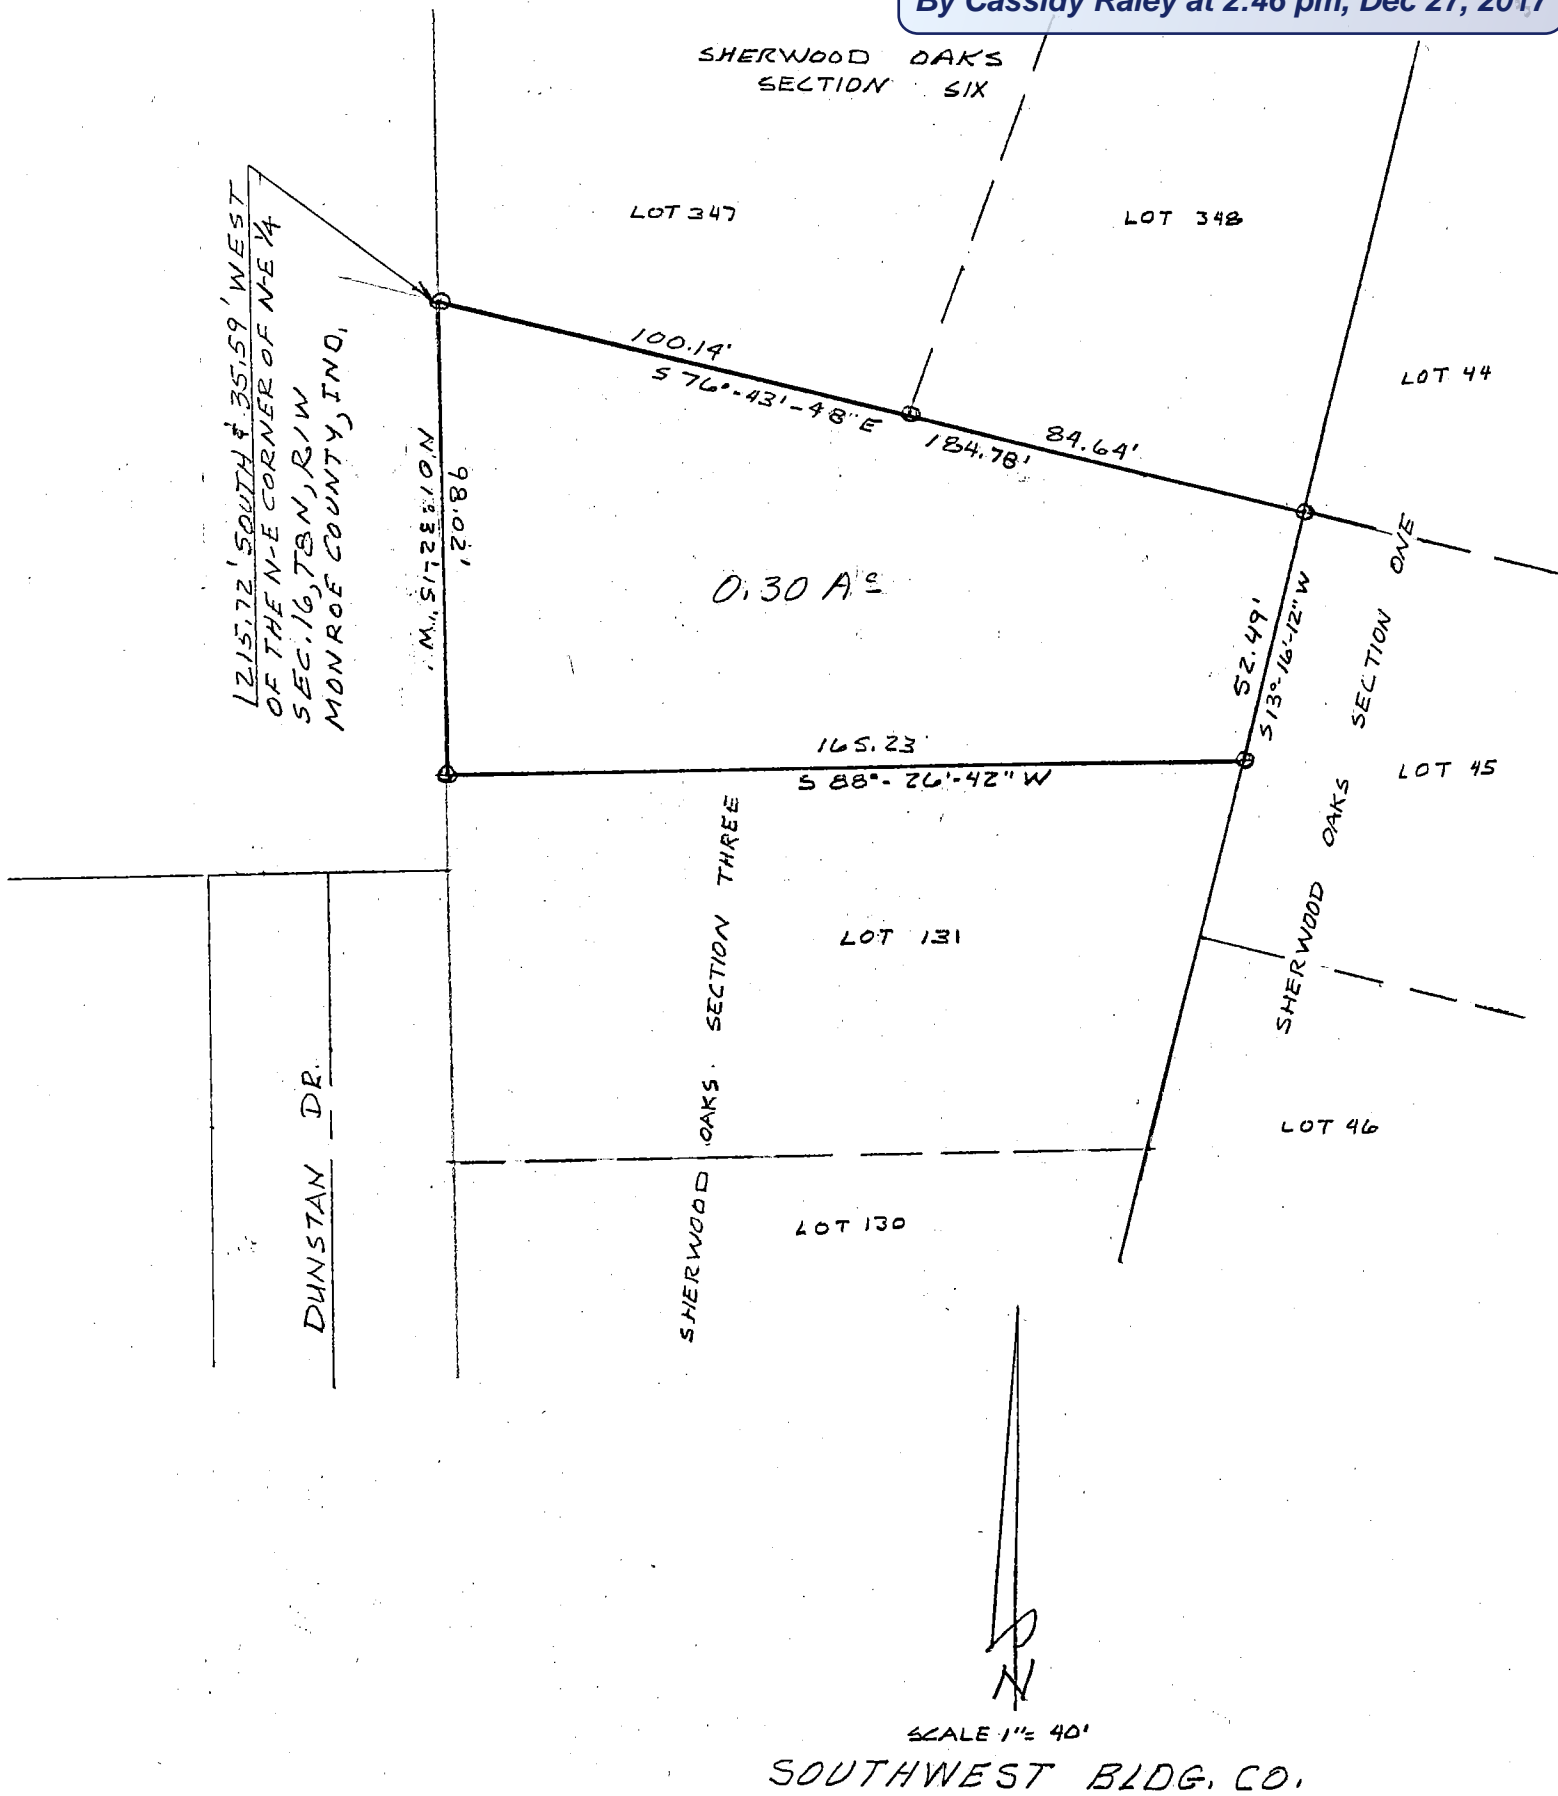 By Cassidy Raley at 2:46 pm, Dec 27, 2017
SHERWOOD OAKS
SECTION SIX
LOT 347
LOT 348
1215.72' SOUTH & 35.59' WEST
OF THE N-E CORNER OF N-E 1/4
SEC. 16, T8N, R1W
MONROE COUNTY, IND.
100.14'
S 76°-43'-48" E
184.78'
84.64'
LOT 44
N 01°-23'-15" W
98.02'
0.30 Ac
52.49'
S 13°-16'-12" W
SHERWOOD OAKS SECTION ONE
165.23'
S 88°-26'-42" W
LOT 45
SHERWOOD OAKS SECTION THREE
LOT 131
DUNSTAN DR.
LOT 46
LOT 130
N
SCALE 1"= 40'
SOUTHWEST BLDG. CO.